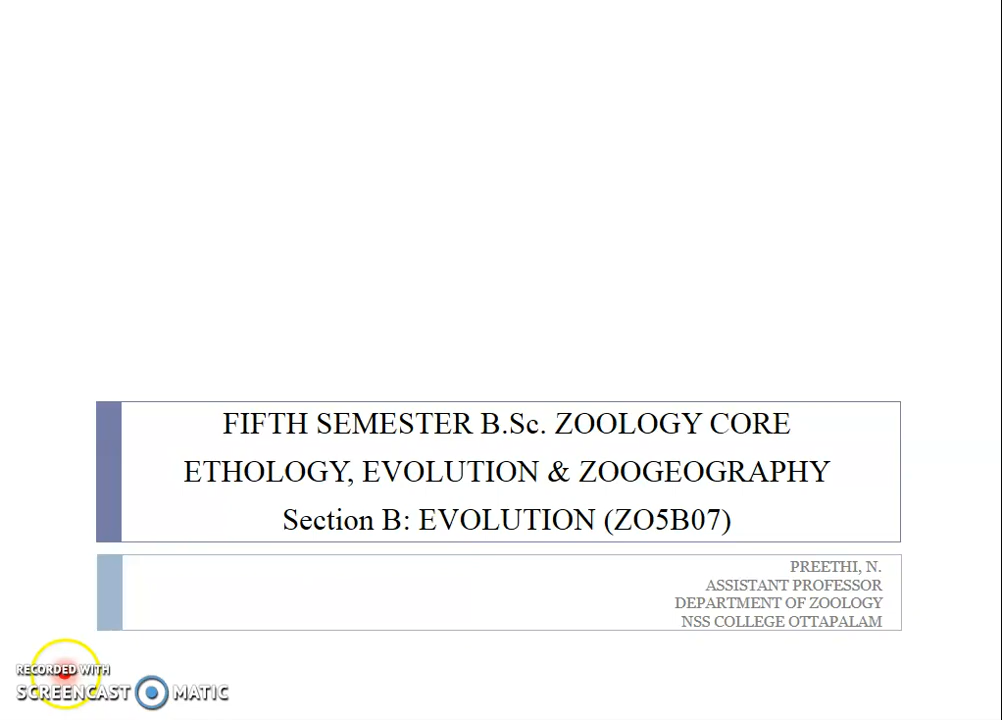 FIFTH SEMESTER B.Sc. ZOOLOGY CORE
ETHOLOGY, EVOLUTION & ZOOGEOGRAPHY
Section B: EVOLUTION (ZO5B07)
PREETHI, N.
ASSISTANT PROFESSOR
DEPARTMENT OF ZOOLOGY
NSS COLLEGE OTTAPALAM
RECORDED WITH
SCREENCAST MATIC